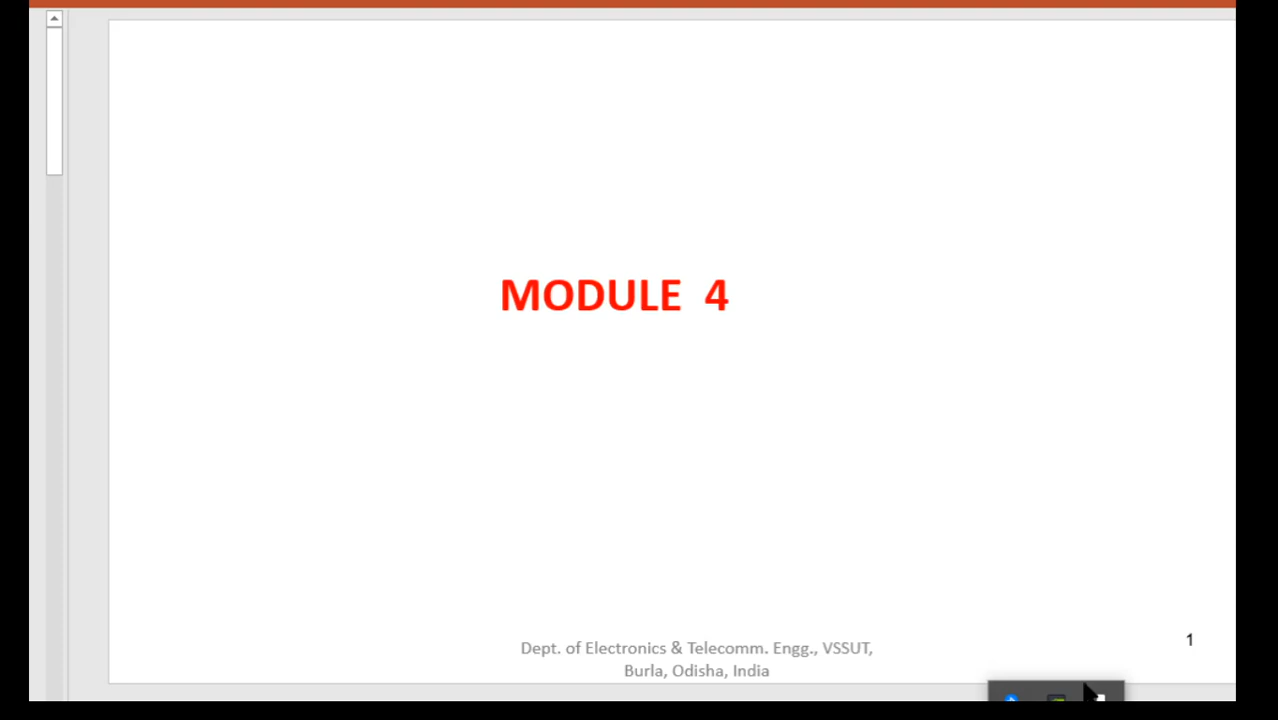 MODULE 4
1
Dept. of Electronics & Telecomm. Engg., VSSUT,
Burla, Odisha, India